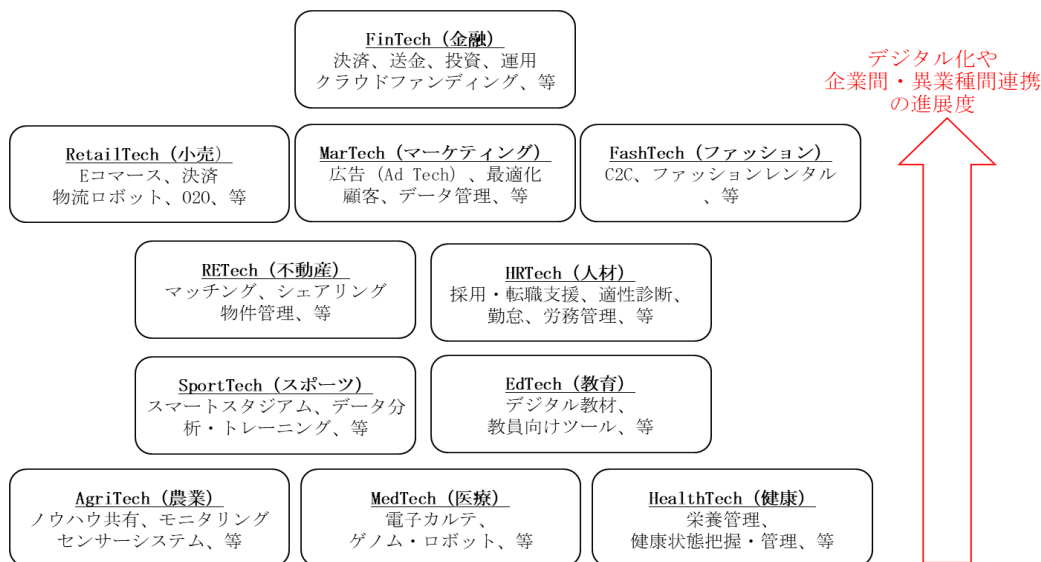 FinTech（金融）
決済、送金、投資、運用
クラウドファンディング、等
デジタル化や
企業間・異業種間連携
の進展度
RetailTech（小売）
Eコマース、決済
物流ロボット、O2O、等
MarTech（マーケティング）
広告（Ad Tech）、最適化
顧客、データ管理、等
FashTech（ファッション）
C2C、ファッションレンタル
、等
RETech（不動産）
マッチング、シェアリング
物件管理、等
HRTech（人材）
採用・転職支援、適性診断、
勤怠、労務管理、等
SportTech（スポーツ）
スマートスタジアム、データ分
析・トレーニング、等
EdTech（教育）
デジタル教材、
教員向けツール、等
AgriTech（農業）
ノウハウ共有、モニタリング
センサーシステム、等
MedTech（医療）
電子カルテ、
ゲノム・ロボット、等
HealthTech（健康）
栄養管理、
健康状態把握・管理、等